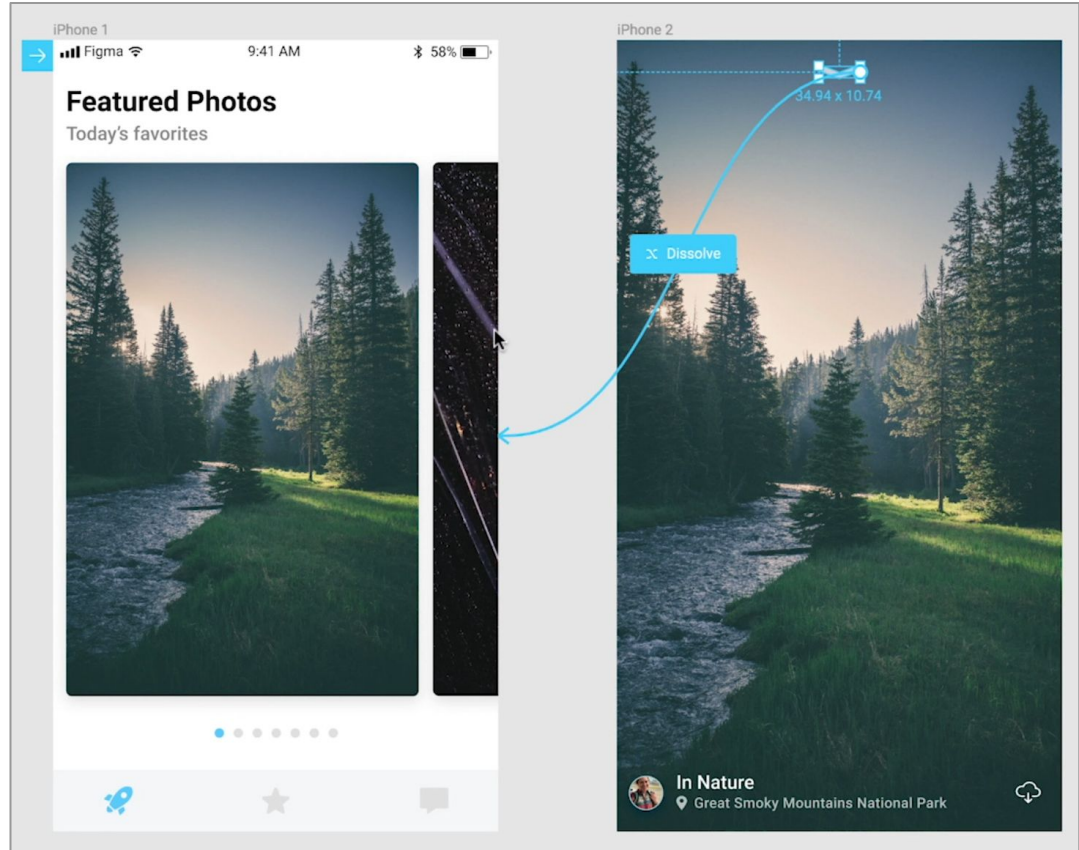 iPhone 1
Figma
9:41 AM
58%
Featured Photos
Today's favorites
iPhone 2
34.94 x 10.74
Dissolve
In Nature
Great Smoky Mountains National Park